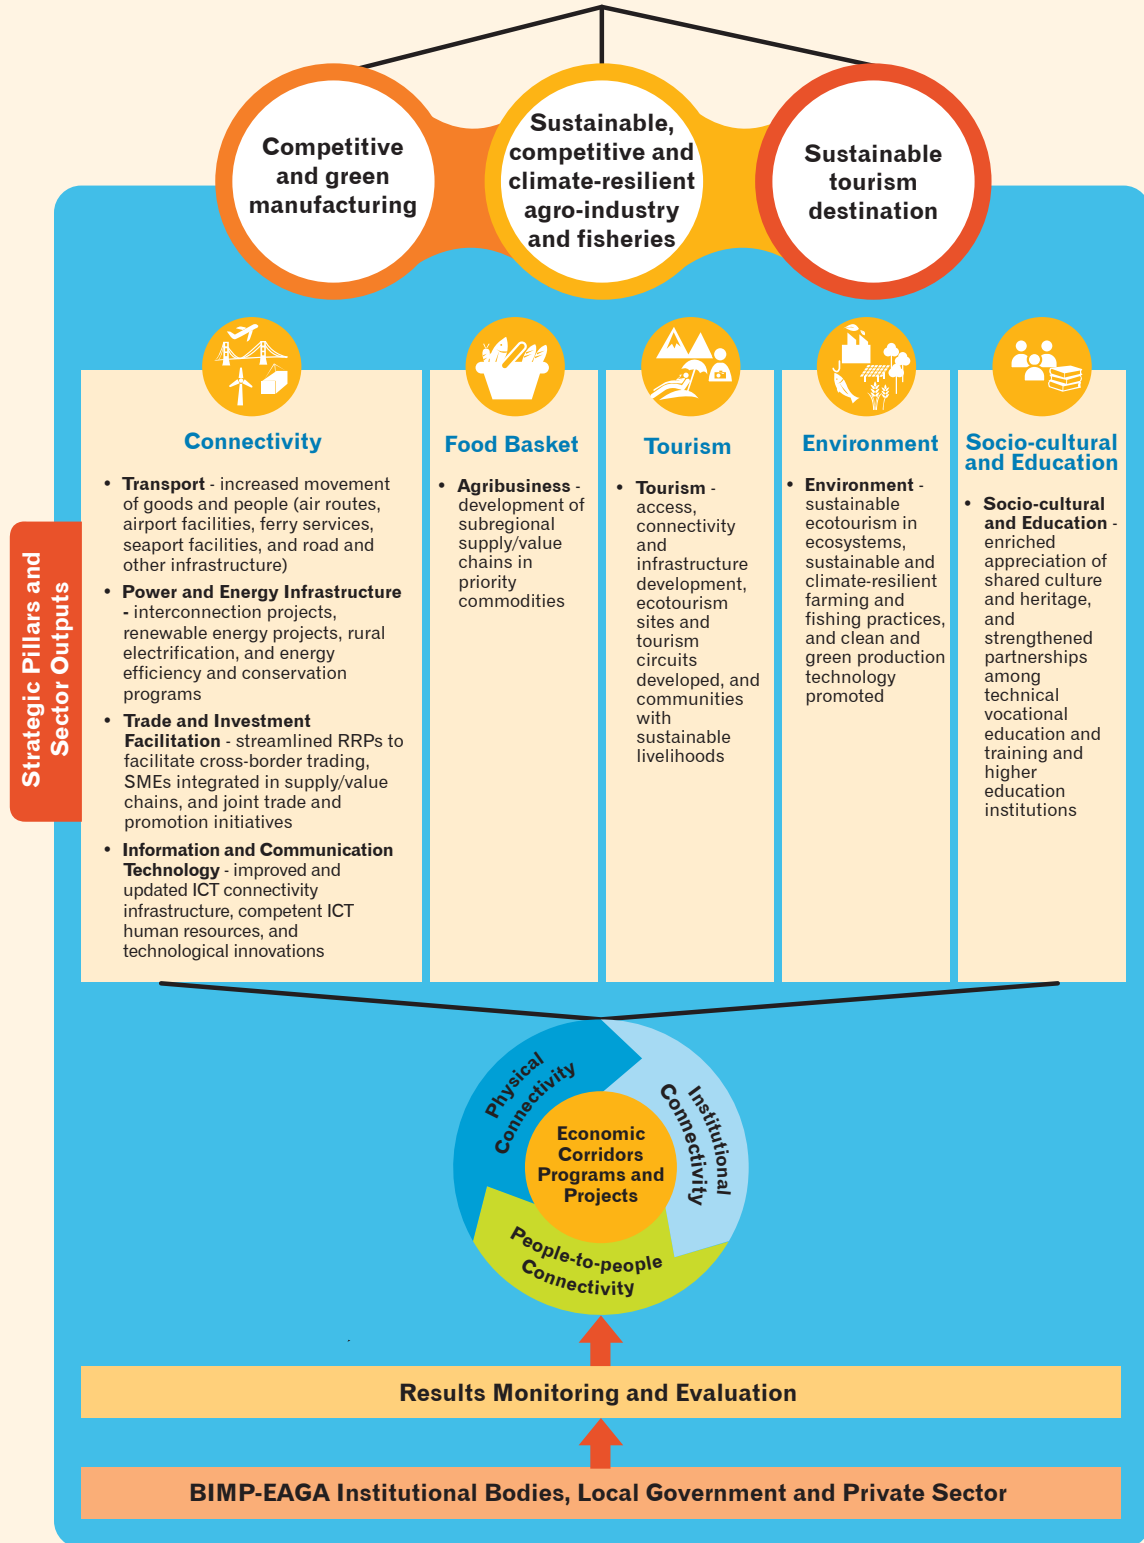 Competitive
and green
manufacturing
Sustainable,
competitive and
climate-resilient
agro-industry
and fisheries
Sustainable
tourism
destination
Strategic Pillars and
Sector Outputs
Connectivity
• Transport - increased movement
of goods and people (air routes,
airport facilities, ferry services,
seaport facilities, and road and
other infrastructure)
• Power and Energy Infrastructure
- interconnection projects,
renewable energy projects, rural
electrification, and energy
efficiency and conservation
programs
• Trade and Investment
Facilitation - streamlined RRPs to
facilitate cross-border trading,
SMEs integrated in supply/value
chains, and joint trade and
promotion initiatives
• Information and Communication
Technology - improved and
updated ICT connectivity
infrastructure, competent ICT
human resources, and
technological innovations
Food Basket
• Agribusiness -
development of
subregional
supply/value
chains in
priority
commodities
Tourism
• Tourism -
access,
connectivity
and
infrastructure
development,
ecotourism
sites and
tourism
circuits
developed, and
communities
with
sustainable
livelihoods
Environment
• Environment -
sustainable
ecotourism in
ecosystems,
sustainable and
climate-resilient
farming and
fishing practices,
and clean and
green production
technology
promoted
Socio-cultural
and Education
• Socio-cultural
and Education -
enriched
appreciation of
shared culture
and heritage,
and
strengthened
partnerships
among
technical
vocational
education and
training and
higher
education
institutions
Physical
Connectivity
Institutional
Connectivity
Economic
Corridors
Programs and
Projects
People-to-people
Connectivity
Results Monitoring and Evaluation
BIMP-EAGA Institutional Bodies, Local Government and Private Sector